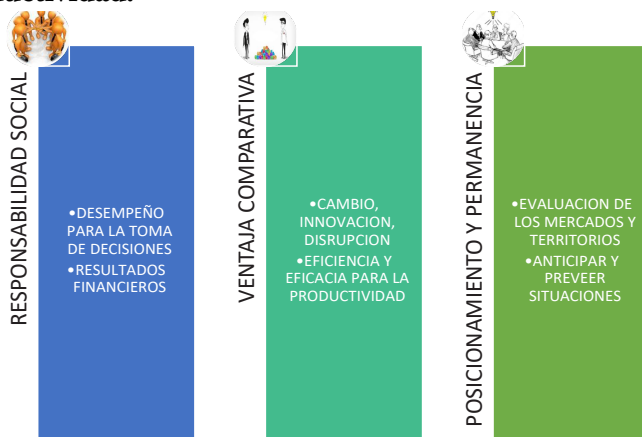 RESPONSABILIDAD SOCIAL
•DESEMPEÑO
PARA LA TOMA
DE DECISIONES
•RESULTADOS
FINANCIEROS
VENTAJA COMPARATIVA
•CAMBIO,
INNOVACION,
DISRUPCION
•EFICIENCIA Y
EFICACIA PARA LA
PRODUCTIVIDAD
POSICIONAMIENTO Y PERMANENCIA
•EVALUACION DE
LOS MERCADOS Y
TERRITORIOS
•ANTICIPAR Y
PREVEER
SITUACIONES